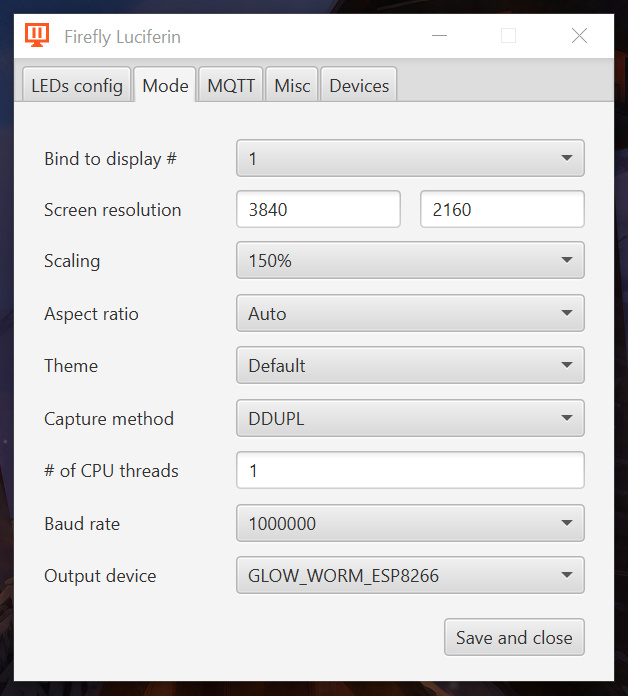 Firefly Luciferin
LEDs config Mode MQTT Misc Devices
Bind to display # 1
Screen resolution 3840 2160
Scaling 150%
Aspect ratio Auto
Theme Default
Capture method DDUPL
# of CPU threads 1
Baud rate 1000000
Output device GLOW_WORM_ESP8266
Save and close